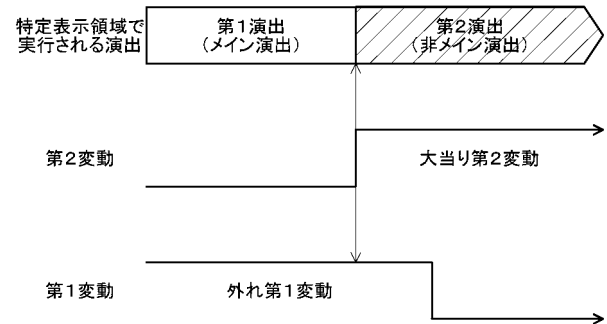 特定表示領域で
実行される演出
第1演出
(メイン演出)
第2演出
(非メイン演出)
第2変動
大当り第2変動
第1変動
外れ第1変動